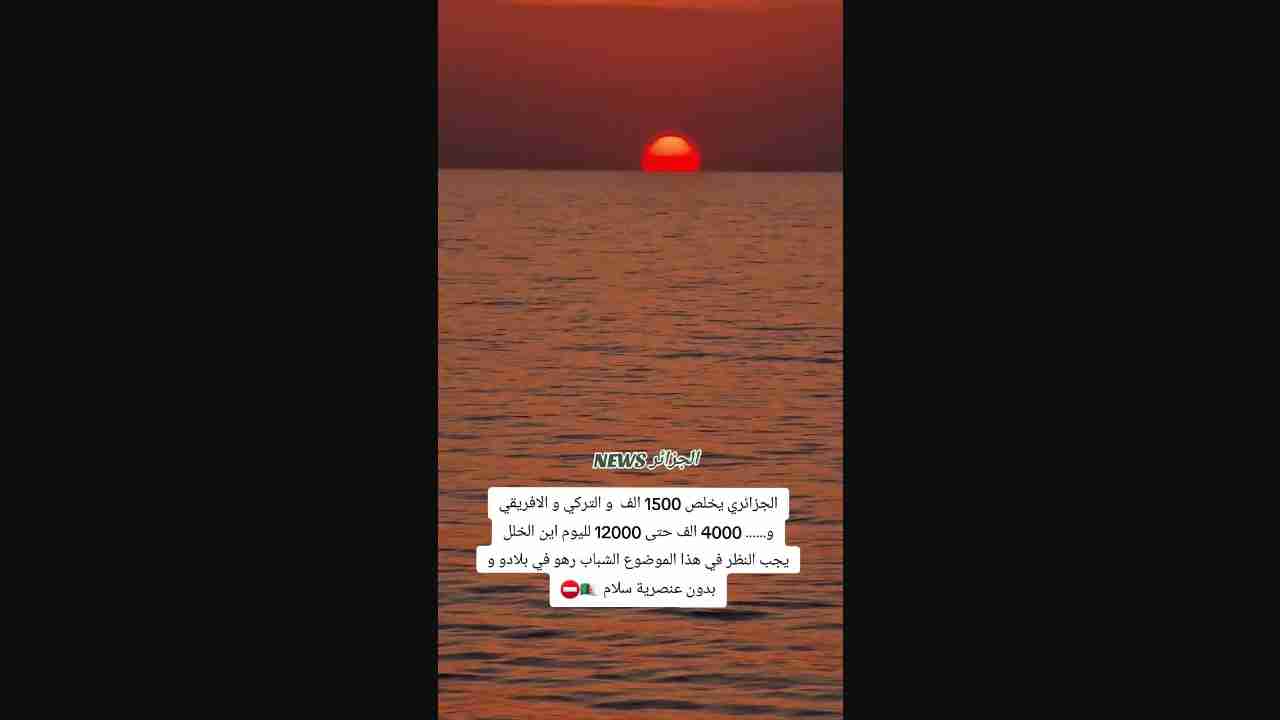 الجزائر NEWS
الجزائري يخلص 1500 الف و التركي و الافريقي
و...... 4000 الف حتى 12000 لليوم اين الخلل
يجب النظر في هذا الموضوع الشباب رهو في بلادو و
بدون عنصرية سلام 🇩🇿⛔